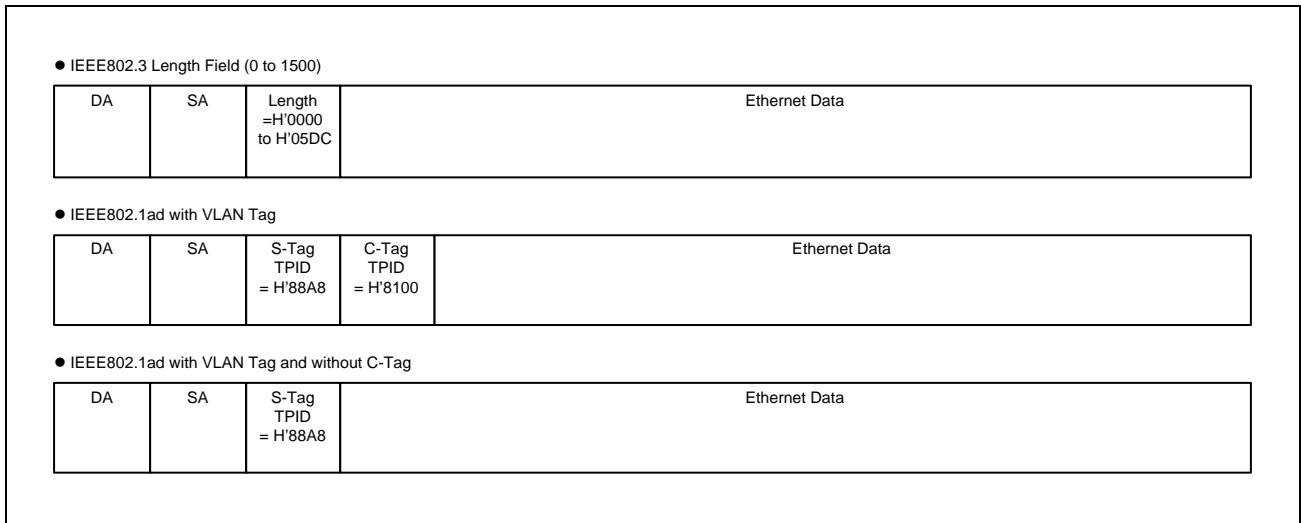 ● IEEE802.3 Length Field (0 to 1500)
DA
SA
Length
=H'0000
to H'05DC
Ethernet Data
● IEEE802.1ad with VLAN Tag
DA
SA
S-Tag
TPID
= H'88A8
C-Tag
TPID
= H'8100
Ethernet Data
● IEEE802.1ad with VLAN Tag and without C-Tag
DA
SA
S-Tag
TPID
= H'88A8
Ethernet Data